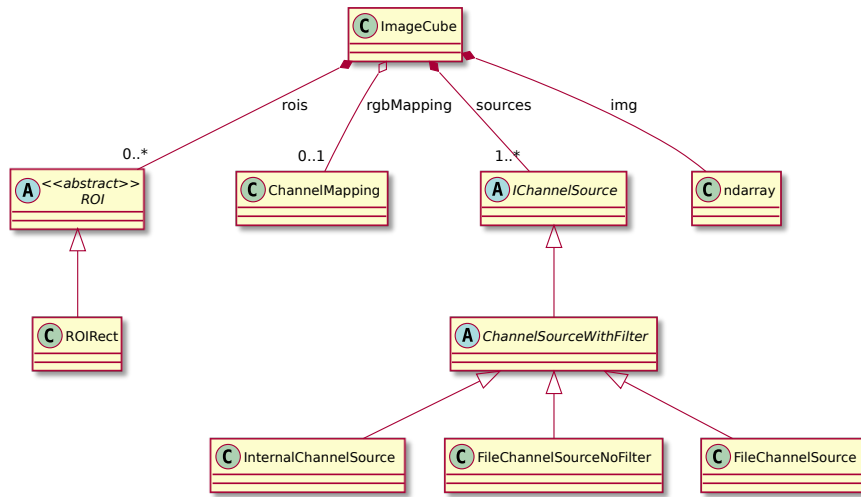 C ImageCube
rois
rgbMapping
sources
img
0..*
0..1
1..*
A <<abstract>>
ROI
C ChannelMapping
A IChannelSource
C ndarray
C ROIRect
A ChannelSourceWithFilter
C InternalChannelSource
C FileChannelSourceNoFilter
C FileChannelSource